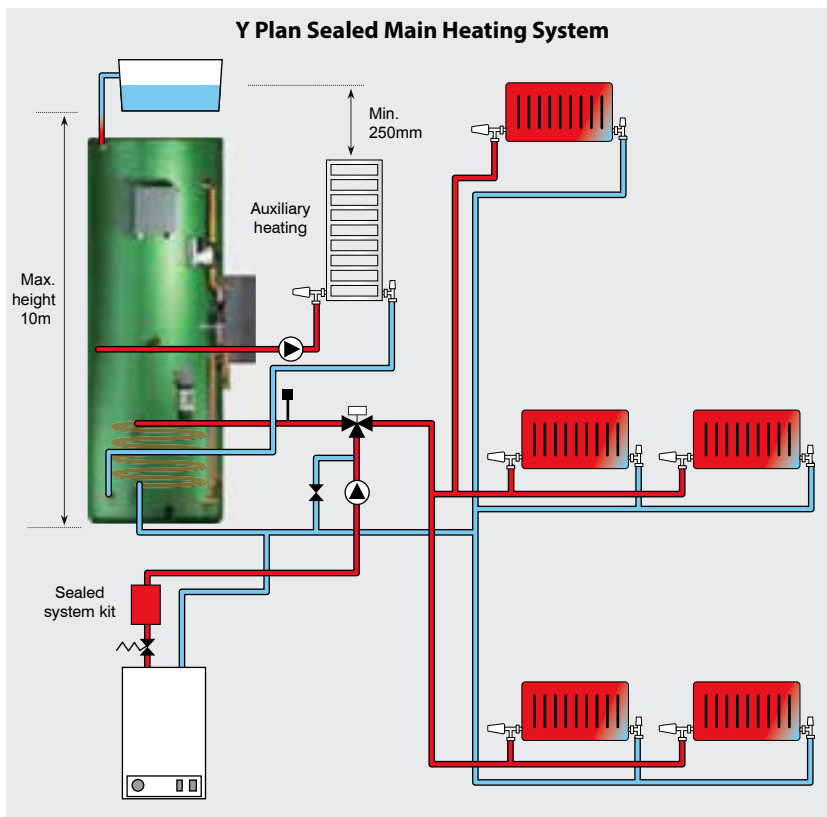 Y Plan Sealed Main Heating System
Min.
250mm
Auxiliary
heating
Max.
height
10m
Sealed
system kit